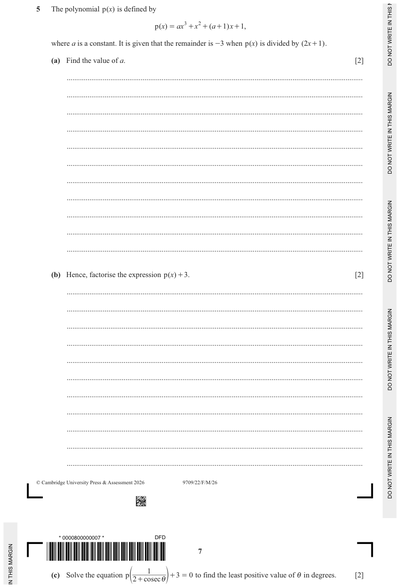 5 The polynomial p(x) is defined by
p(x) = ax³ + x² + (a+1)x + 1,
where a is a constant. It is given that the remainder is −3 when p(x) is divided by (2x+1).
(a) Find the value of a. [2]
(b) Hence, factorise the expression p(x)+3. [2]
© Cambridge University Press & Assessment 2026 9709/22/F/M/26
DO NOT WRITE IN THIS
DO NOT WRITE IN THIS MARGIN
DO NOT WRITE IN THIS MARGIN
DO NOT WRITE IN THIS MARGIN
DO NOT WRITE IN THIS MARGIN
IN THIS MARGIN
* 0000800000007 * DFD
7
(c) Solve the equation p(1/(2 + cosec θ)) + 3 = 0 to find the least positive value of θ in degrees. [2]